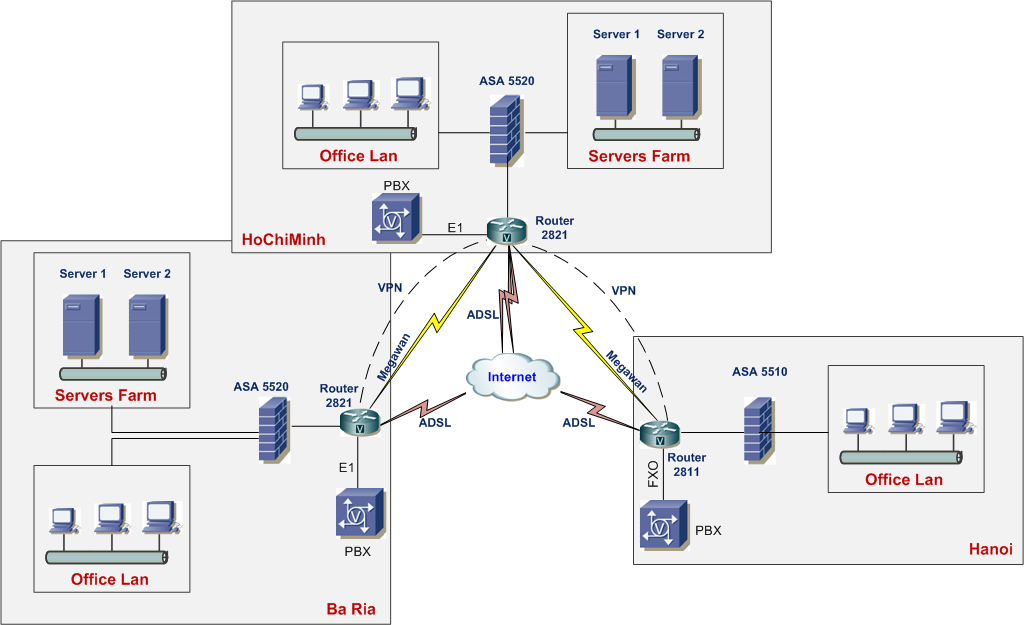 Server 1
Server 2
ASA 5520
Office Lan
Servers Farm
PBX
E1
V
V
Router
2821
HoChiMinh
Server 1
Server 2
VPN
VPN
ADSL
Megawan
Megawan
Internet
Servers Farm
ASA 5520
Router
2821
V
ADSL
ADSL
ASA 5510
V
Router
2811
Office Lan
E1
FXO
V
PBX
V
PBX
Office Lan
Ba Ria
Hanoi